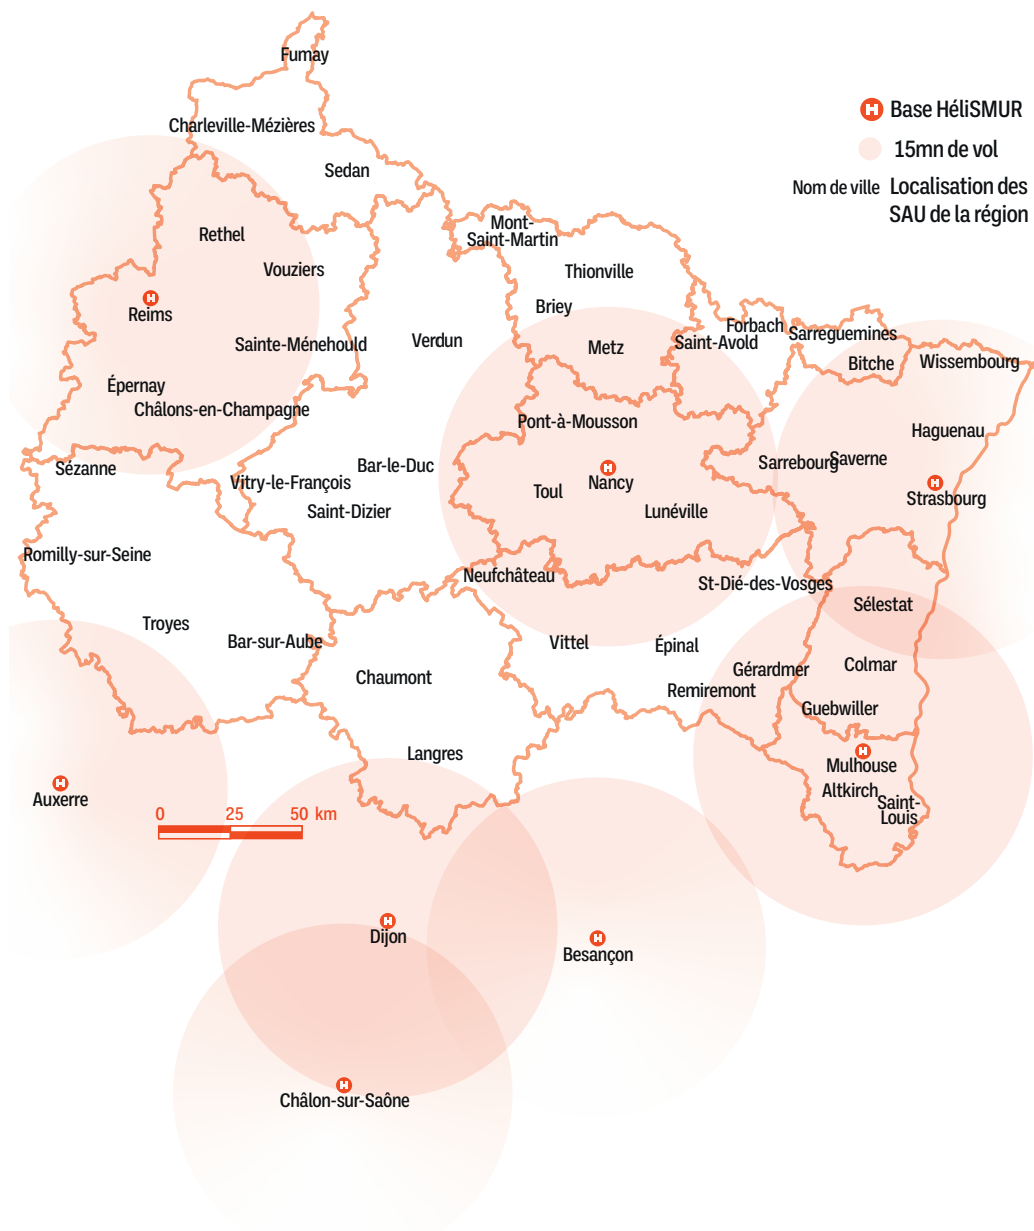 Fumay
Base HéliSMUR
Charleville-Mézières
15mn de vol
Sedan
Nom de ville
Localisation des
SAU de la région
Mont-
Saint-Martin
Rethel
Vouziers
Thionville
Briey
Reims
Forbach
Sarreguemines
Sainte-Ménehould
Verdun
Metz
Saint-Avold
Bitche
Wissembourg
Épernay
Châlons-en-Champagne
Pont-à-Mousson
Haguenau
Sézanne
Bar-le-Duc
Sarrebourg
Saverne
Vitry-le-François
Nancy
Toul
Strasbourg
Saint-Dizier
Lunéville
Romilly-sur-Seine
Neufchâteau
St-Dié-des-Vosges
Sélestat
Troyes
Bar-sur-Aube
Vittel
Épinal
Colmar
Chaumont
Gérardmer
Remiremont
Guebwiller
Langres
Mulhouse
Altkirch
Saint-
Louis
Auxerre
0 25 50 km
Dijon
Besançon
Châlon-sur-Saône